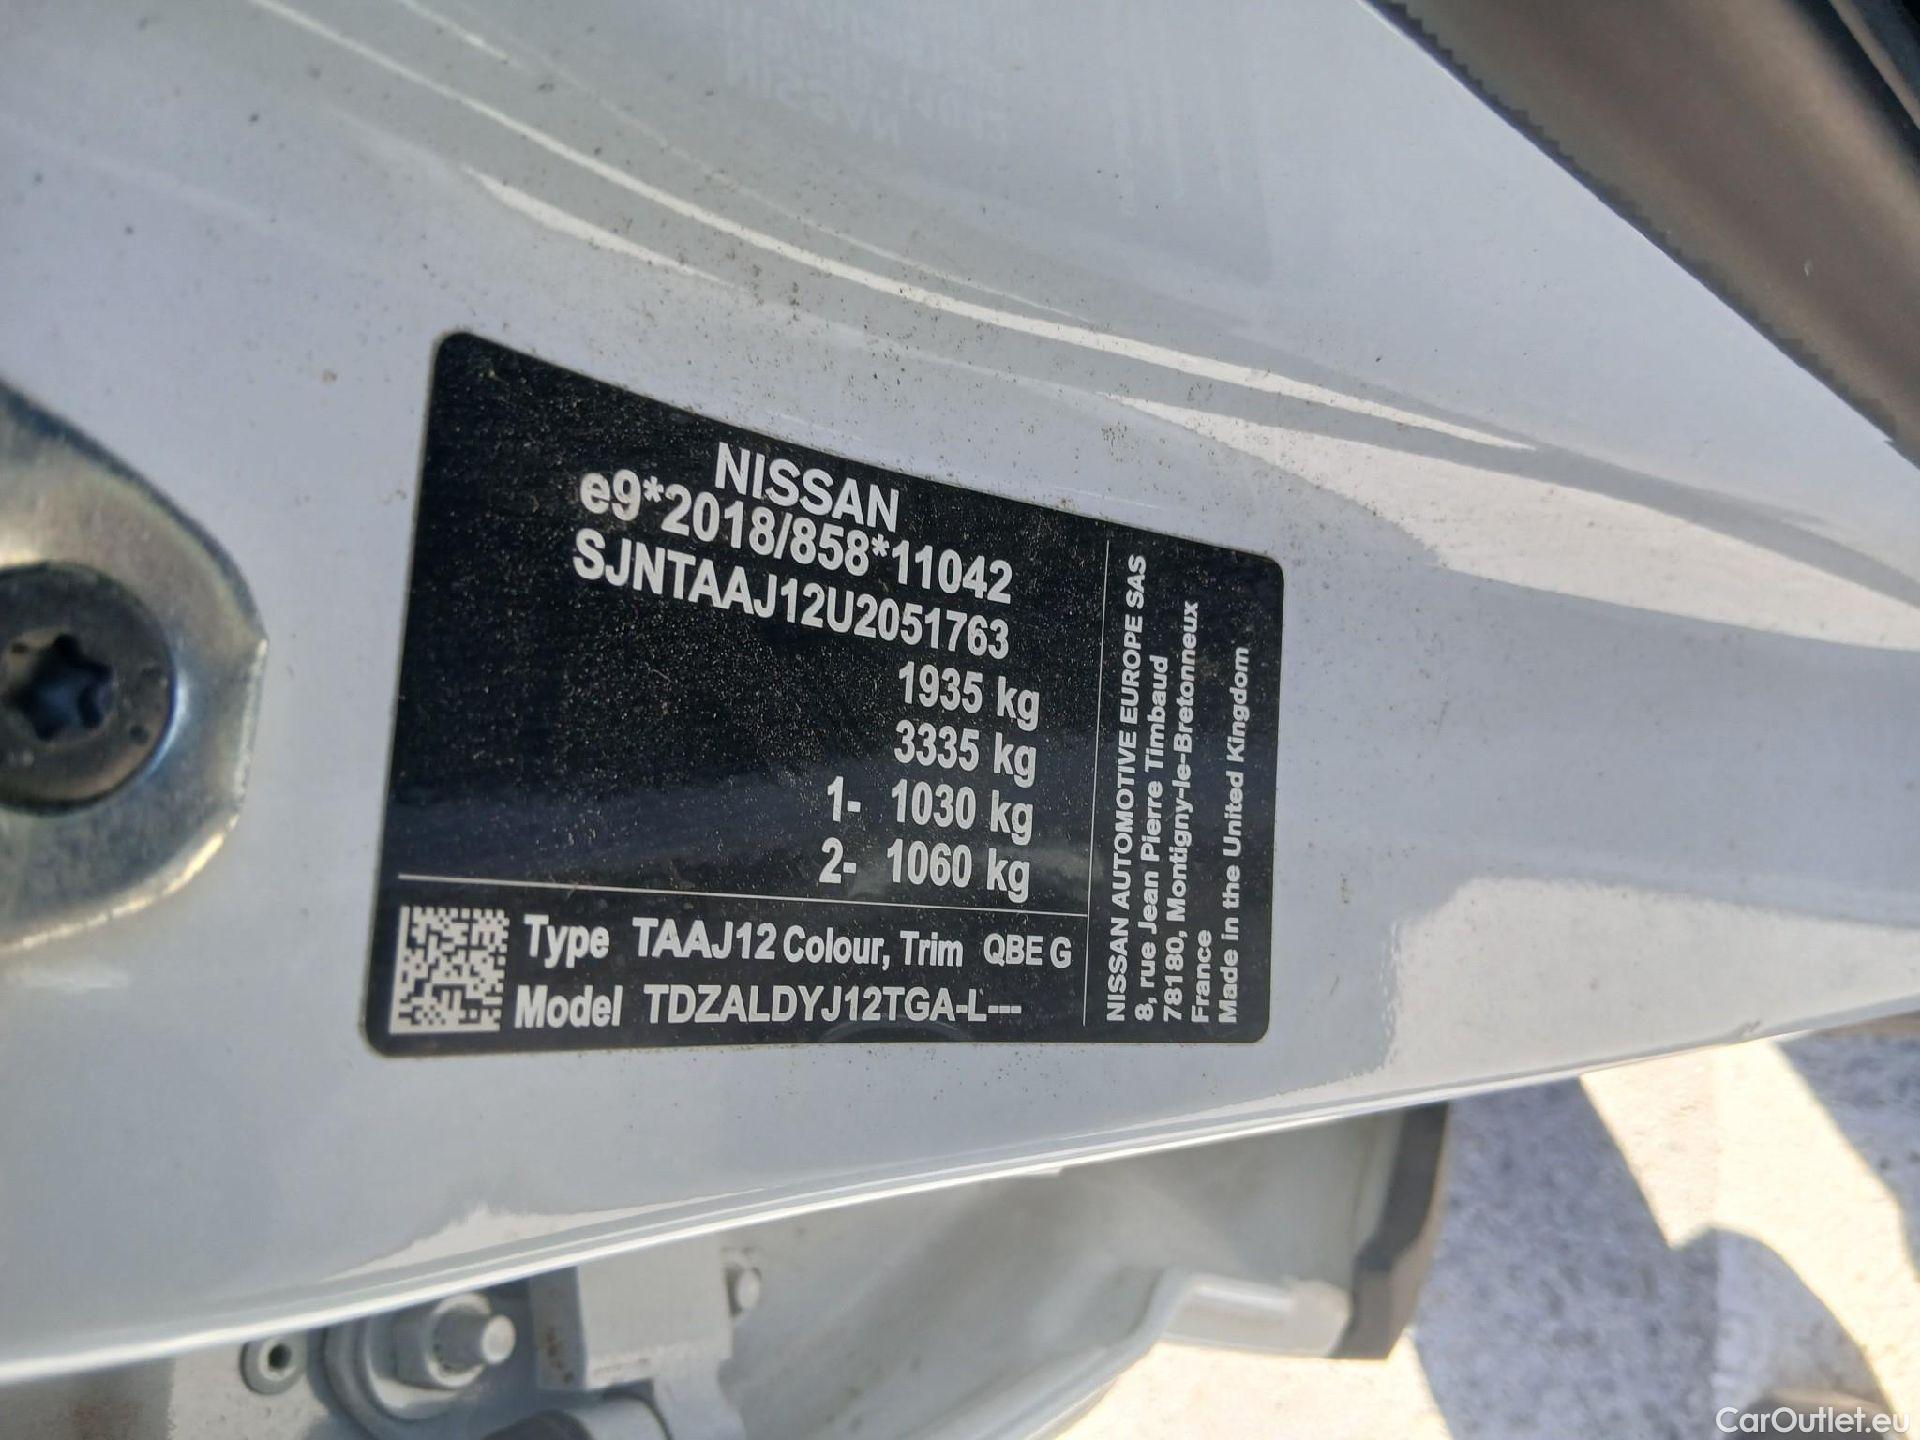 NISSAN
e9*2018/858*11042
SJNTAAJ12U2051763
1935 kg
3335 kg
1- 1030 kg
2- 1060 kg
Type TAAJ12 Colour, Trim QBE G
Model TDZALDYJ12TGA-L---
NISSAN AUTOMOTIVE EUROPE SAS
8, rue Jean Pierre Timbaud
78180, Montigny-le-Bretonneux
France
Made in the United Kingdom
CarOutlet.eu